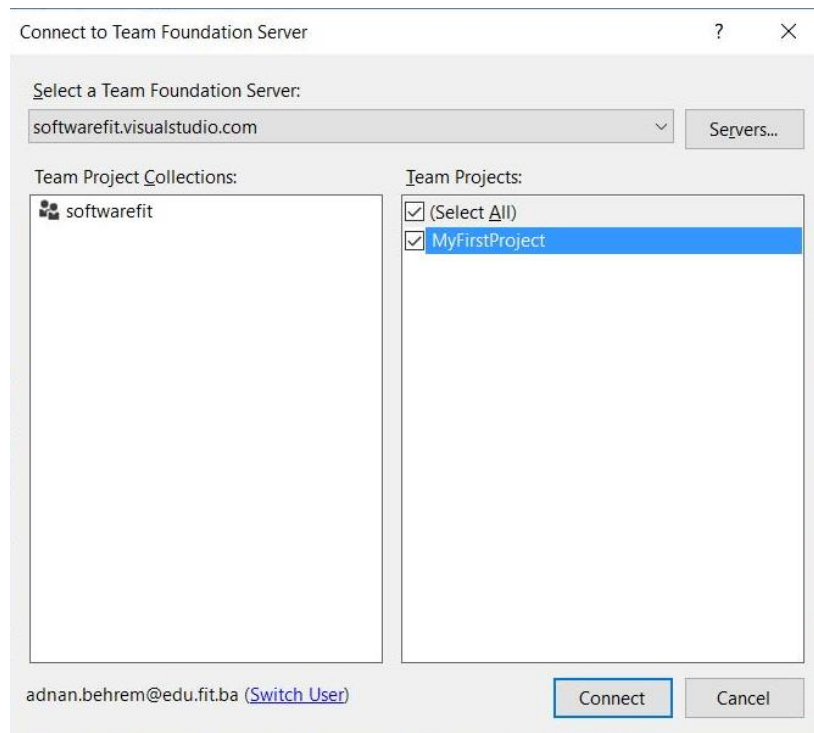 Connect to Team Foundation Server ?
Select a Team Foundation Server:
softwarefit.visualstudio.com Servers...
Team Project Collections: Team Projects:
softwarefit (Select All)
MyFirstProject
adnan.behrem@edu.fit.ba (Switch User) Connect Cancel